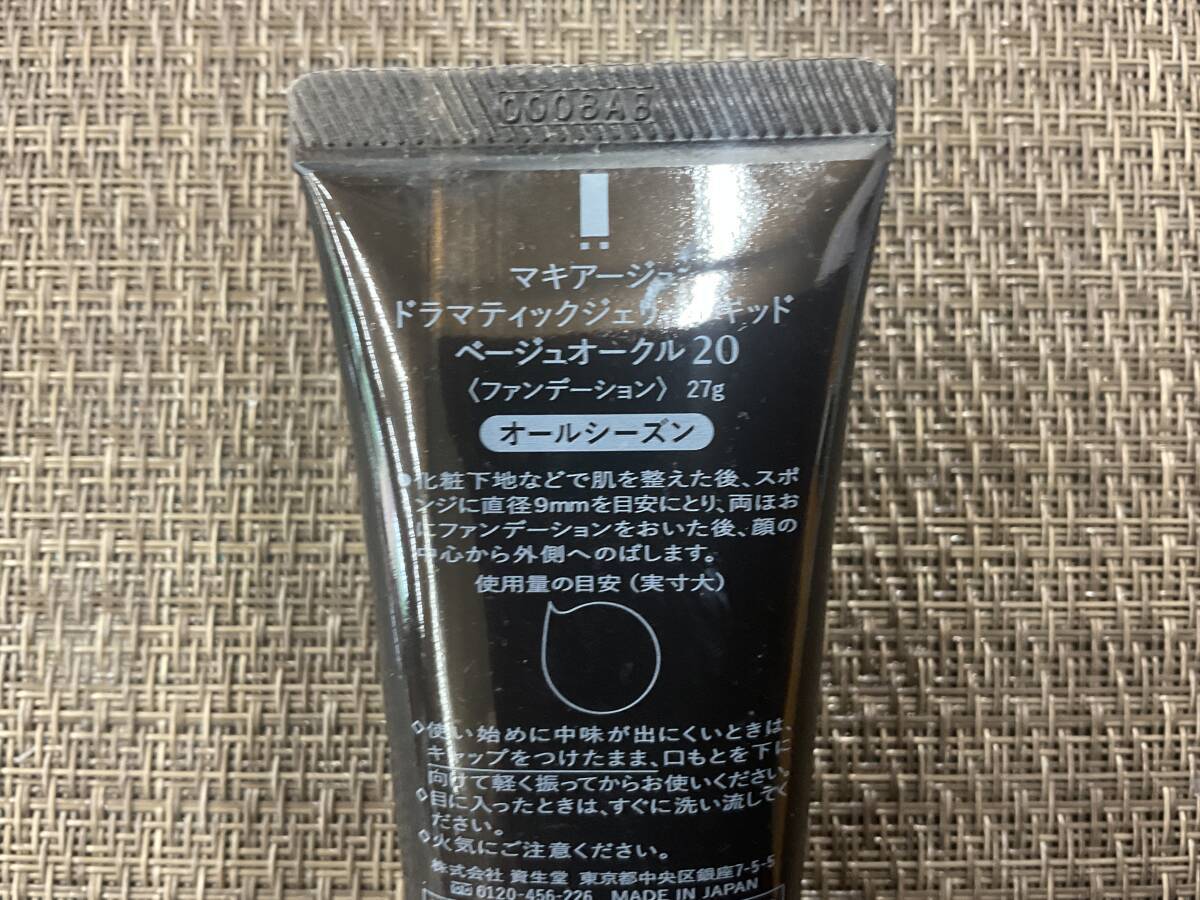 0008A8
マキアージュ
ドラマティックジェリーリキッド
ベージュオークル 20
〈ファンデーション〉 27g
オールシーズン
●化粧下地などで肌を整えた後、スポ
ンジに直径9mmを目安にとり、両ほお
にファンデーションをおいた後、顔の
中心から外側へのばします。
使用量の目安（実寸大）
◇使い始めに中味が出にくいときは、
キャップをつけたまま、口もとを下に
向けて軽く振ってからお使いください。
◇目に入ったときは、すぐに洗い流してく
ださい。
◇火気にご注意ください。
株式会社 資生堂 東京都中央区銀座7-5-5
0120-456-226 MADE IN JAPAN